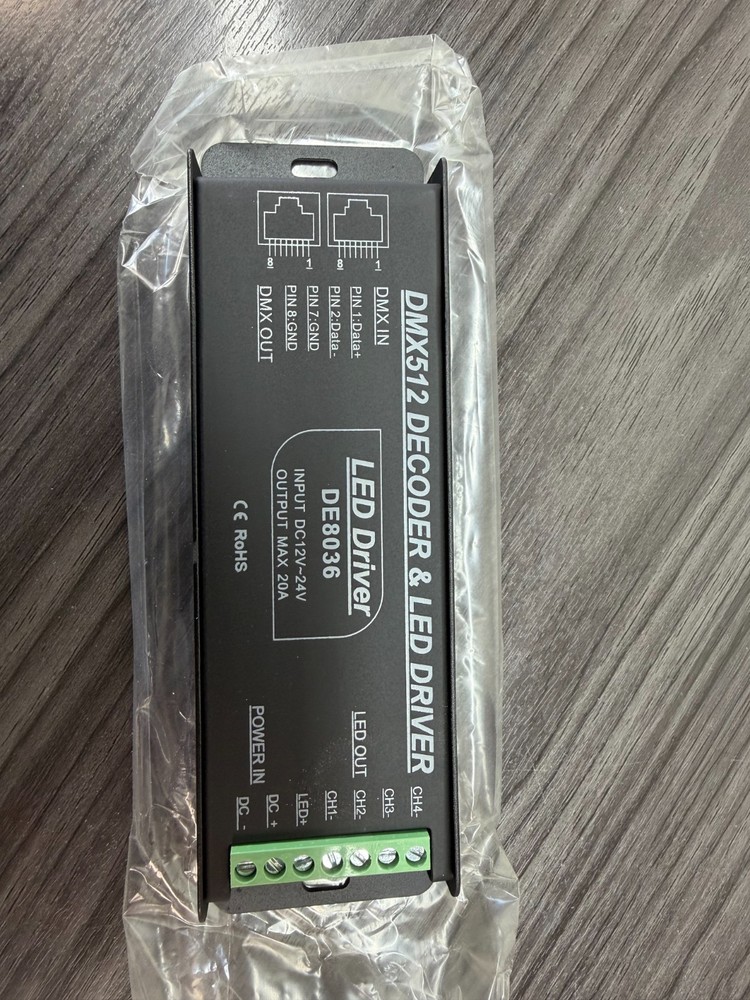 DMX512 DECODER & LED DRIVER
DMX IN
PIN 1:Data+
PIN 2:Data-
PIN 7:GND
PIN 8:GND
DMX OUT
1
8
1
8
LED Driver
DE8036
INPUT DC12V~24V
OUTPUT MAX 20A
CE RoHS
LED OUT
POWER IN
CH4-
CH3-
CH2-
CH1-
LED+
DC +
DC -